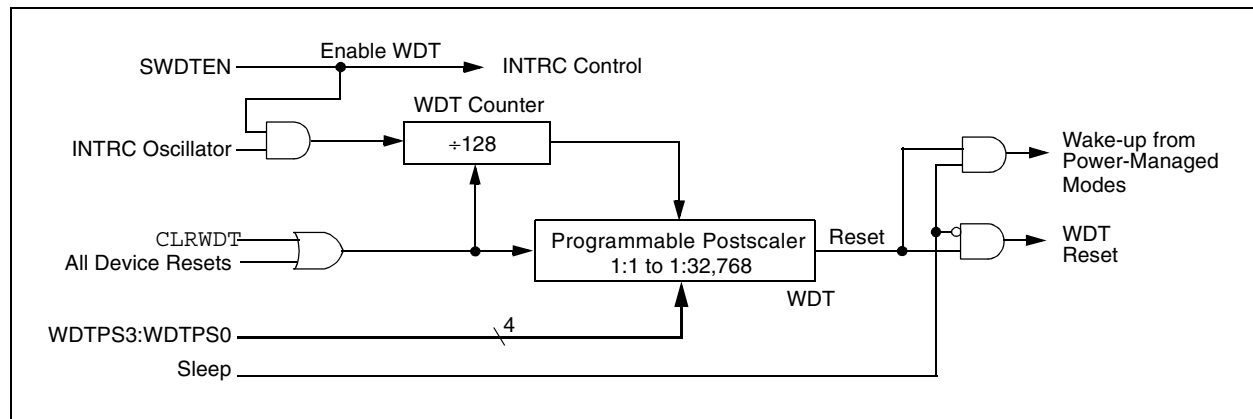 Enable WDT
SWDTEN
INTRC Control
WDT Counter
INTRC Oscillator
÷128
Wake-up from
Power-Managed
Modes
CLRWDT
All Device Resets
Programmable Postscaler
1:1 to 1:32,768
Reset
WDT
Reset
WDT
4
WDTPS3:WDTPS0
Sleep